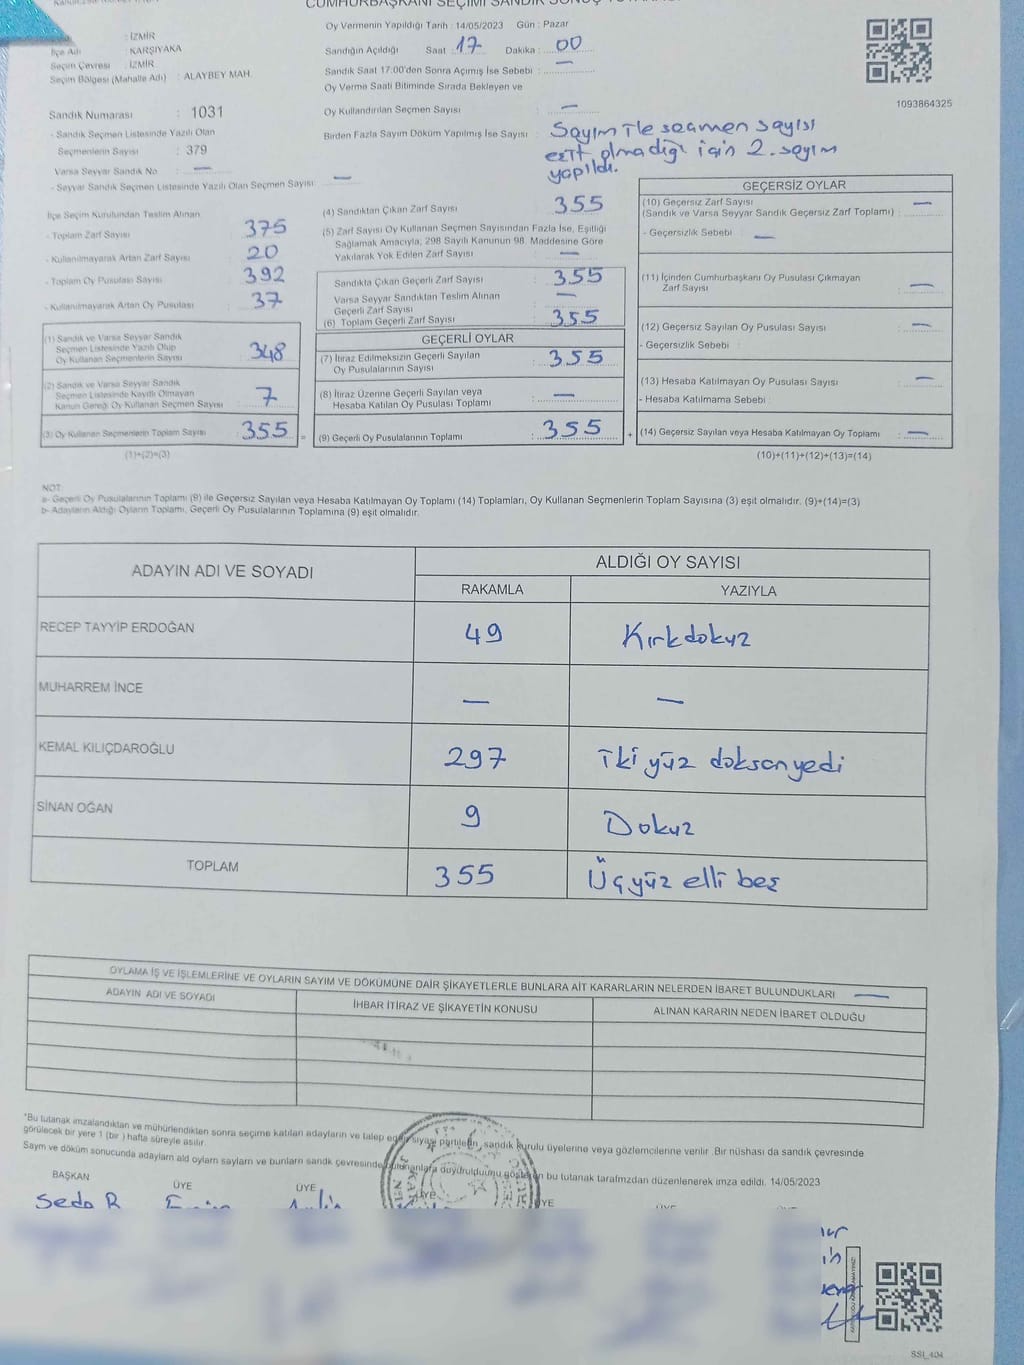 CUMHURBAŞKANI SEÇİMİ SANDIK SONUÇ
Oy Vermenin Yapıldığı Tarih : 14/05/2023 Gün : Pazar
: İZMİR
İlçe Adı : KARŞIYAKA
Seçim Çevresi : İZMİR
Seçim Bölgesi (Mahalle Adı) : ALAYBEY MAH.
Sandığın Açıldığı Saat : 17 Dakika : 00
Sandık Saat 17:00'den Sonra Açımış İse Sebebi : —
Oy Verme Saati Bitiminde Sırada Bekleyen ve
Oy Kullandırılan Seçmen Sayısı : —
Birden Fazla Sayım Döküm Yapılmış İse Sayısı : Sayım ile seçmen sayısı
eşit olmadığı için 2. sayım
yapıldı.
1093864325
Sandık Numarası : 1031
- Sandık Seçmen Listesinde Yazılı Olan
Seçmenlerin Sayısı : 379
Varsa Seyyar Sandık No : —
- Seyyar Sandık Seçmen Listesinde Yazılı Olan Seçmen Sayısı: —
İlçe Seçim Kurulundan Teslim Alınan
- Toplam Zarf Sayısı : 375
- Kullanılmayarak Artan Zarf Sayısı : 20
- Toplam Oy Pusulası Sayısı : 392
- Kullanılmayarak Artan Oy Pusulası : 37
(1) Sandık ve Varsa Seyyar Sandık
Seçmen Listesinde Yazılı Olup
Oy Kullanan Seçmenlerin Sayısı : 348
(2) Sandık ve Varsa Seyyar Sandık
Seçmen Listesinde Kayıtlı Olmayan
Kanun Gereği Oy Kullanan Seçmen Sayısı : 7
(3) Oy Kullanan Seçmenlerin Toplam Sayısı : 355
(1)+(2)=(3)
(4) Sandıktan Çıkan Zarf Sayısı 355
(5) Zarf Sayısı Oy Kullanan Seçmen Sayısından Fazla İse, Eşitliği
Sağlamak Amacıyla, 298 Sayılı Kanunun 98. Maddesine Göre
Yakılarak Yok Edilen Zarf Sayısı : —
Sandıkta Çıkan Geçerli Zarf Sayısı : 355
Varsa Seyyar Sandıktan Teslim Alınan
Geçerli Zarf Sayısı : —
(6) Toplam Geçerli Zarf Sayısı : 355
GEÇERLİ OYLAR
(7) İtiraz Edilmeksizin Geçerli Sayılan
Oy Pusulalarının Sayısı : 355
(8) İtiraz Üzerine Geçerli Sayılan veya
Hesaba Katılan Oy Pusulası Toplamı : —
(9) Geçerli Oy Pusulalarının Toplamı : 355
GEÇERSİZ OYLAR
(10) Geçersiz Zarf Sayısı —
(Sandık ve Varsa Seyyar Sandık Geçersiz Zarf Toplamı) :
- Geçersizlik Sebebi : —
(11) İçinden Cumhurbaşkanı Oy Pusulası Çıkmayan
Zarf Sayısı : —
(12) Geçersiz Sayılan Oy Pusulası Sayısı : —
- Geçersizlik Sebebi :
(13) Hesaba Katılmayan Oy Pusulası Sayısı : —
- Hesaba Katılmama Sebebi :
(14) Geçersiz Sayılan veya Hesaba Katılmayan Oy Toplamı : —
(10)+(11)+(12)+(13)=(14)
NOT:
a- Geçerli Oy Pusulalarının Toplamı (9) ile Geçersiz Sayılan veya Hesaba Katılmayan Oy Toplamı (14) Toplamları, Oy Kullanan Seçmenlerin Toplam Sayısına (3) eşit olmalıdır. (9)+(14)=(3)
b- Adayların Aldığı Oyların Toplamı, Geçerli Oy Pusulalarının Toplamına (9) eşit olmalıdır.
ADAYIN ADI VE SOYADI
ALDIĞI OY SAYISI
RAKAMLA YAZIYLA
RECEP TAYYİP ERDOĞAN 49 Kırkdokuz
MUHARREM İNCE — —
KEMAL KILIÇDAROĞLU 297 ikiyüz doksanyedi
SİNAN OĞAN 9 Dokuz
TOPLAM 355 Üçyüz elli beş
OYLAMA İŞ VE İŞLEMLERİNE VE OYLARIN SAYIM VE DÖKÜMÜNE DAİR ŞİKAYETLERLE BUNLARA AİT KARARLARIN NELERDEN İBARET BULUNDUKLARI —
ADAYIN ADI VE SOYADI İHBAR İTİRAZ VE ŞİKAYETİN KONUSU ALINAN KARARIN NEDEN İBARET OLDUĞU
*Bu tutanak imzalandıktan ve mühürlendikten sonra seçime katılan adayların ve talep eden siyasi partilerin, sandık kurulu üyelerine veya gözlemcilerine verilir. Bir nüshası da sandık çevresinde
görülecek bir yere 1 (bir) hafta süreyle asılır.
Sayım ve döküm sonucunda adayların ald oyların sayları ve bunların sandık çevresinde bulunanlara duyurulduğunu gösteren bu tutanak tarafımızdan düzenlenerek imza edildi. 14/05/2023
BAŞKAN ÜYE ÜYE ÜYE ÜYE
Seda R
SSI_404